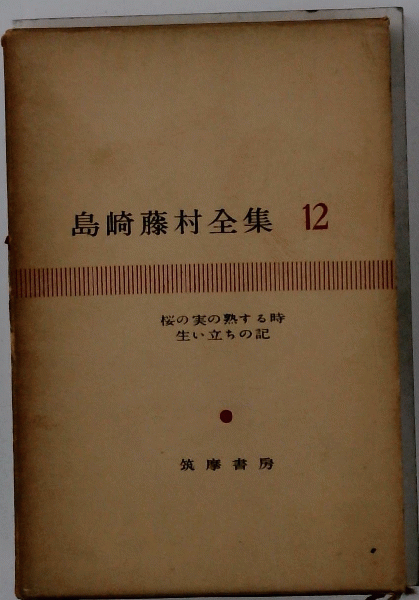 島崎藤村全集 12
桜の実の熟する時
生い立ちの記
筑摩書房